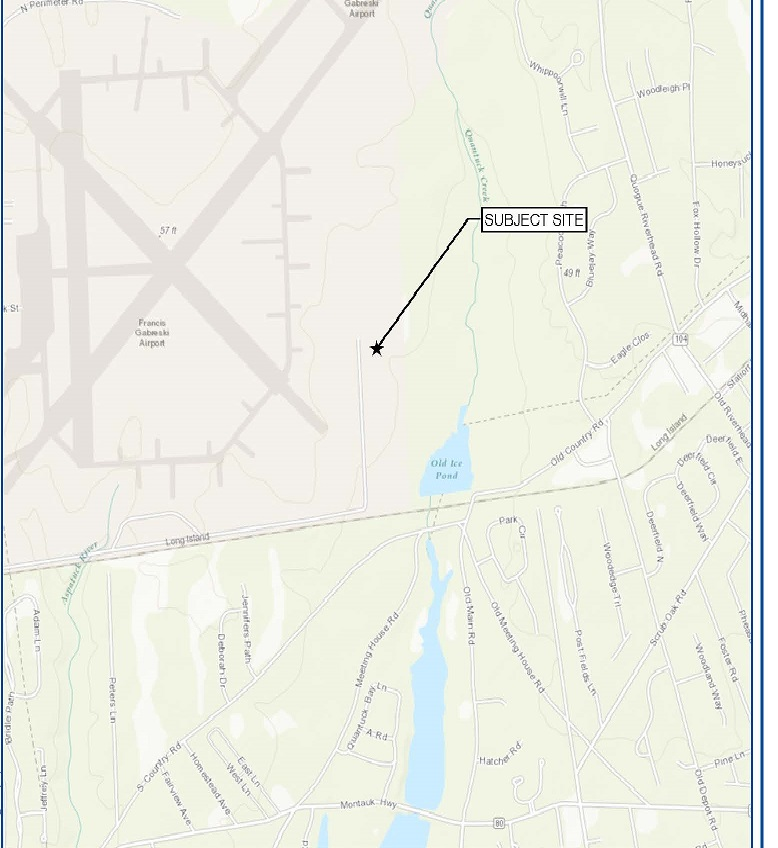 N Perimeter Rd
Gabreski
Airport
Whippoorwill Ln
Woodleigh Pl
Quantuck Creek
Quogue Riverhead Rd
Fox Hollow Dr
SUBJECT SITE
Bluejay Way
57 ft
49 ft
k St
Francis
Gabreski
Airport
Eagle Clos
104
Old Country Rd
Long Island
Old Riverhead
Deerfield E
Old Ice
Pond
Deerfield Cir
Deerfield Way
Deerfield N
Park
Cir
Long Island
Aspatuck River
Woodedge Trl
Adam Ln
Jennifers Path
Deborah Dr
Meeting House Rd
Old Main Rd
Old Meeting House Rd
Post Fields Ln
Scrub Oak Rd
Foster Rd
Woodland Way
Peters Ln
Bridle Path
Quantuck Bay Ln
A Rd
S Country Rd
Jeffrey Ln
Fairview Ave
Homestead Ave
West Ln
East Ln
Hatcher Rd
Pine Ln
Old Depot Rd
Montauk Hwy
80